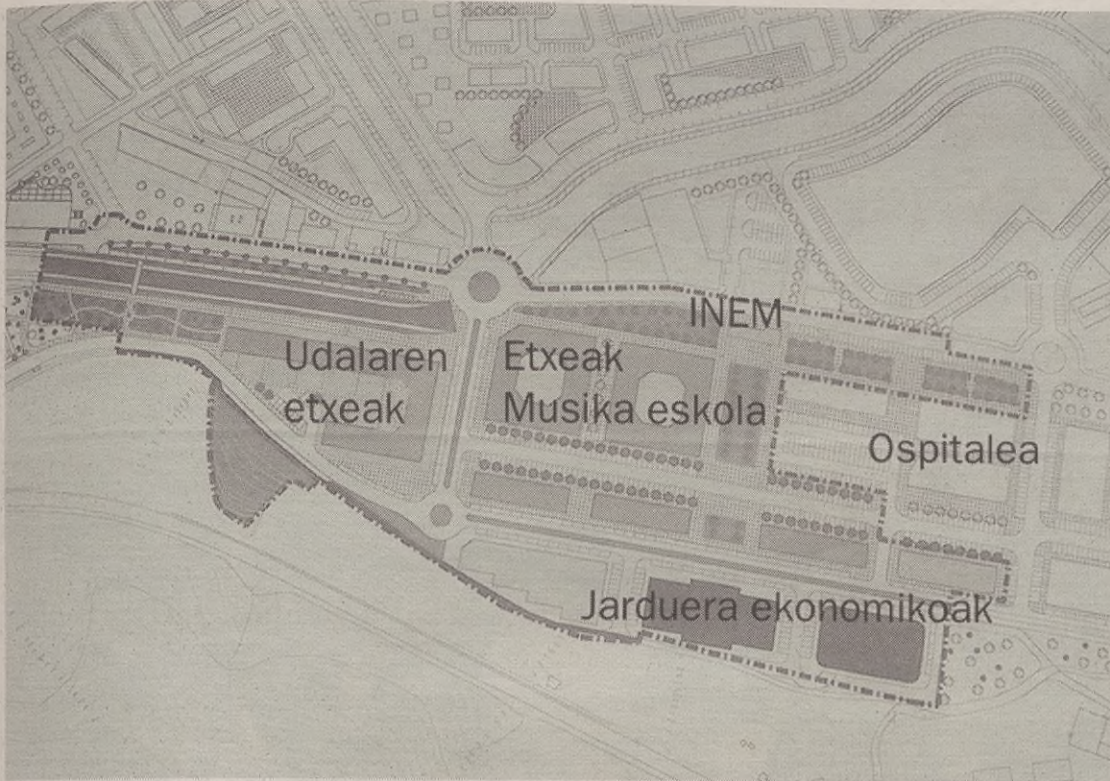 INEM
Udalaren
etxeak
Etxeak
Musika eskola
Ospitalea
Jarduera ekonomikoak